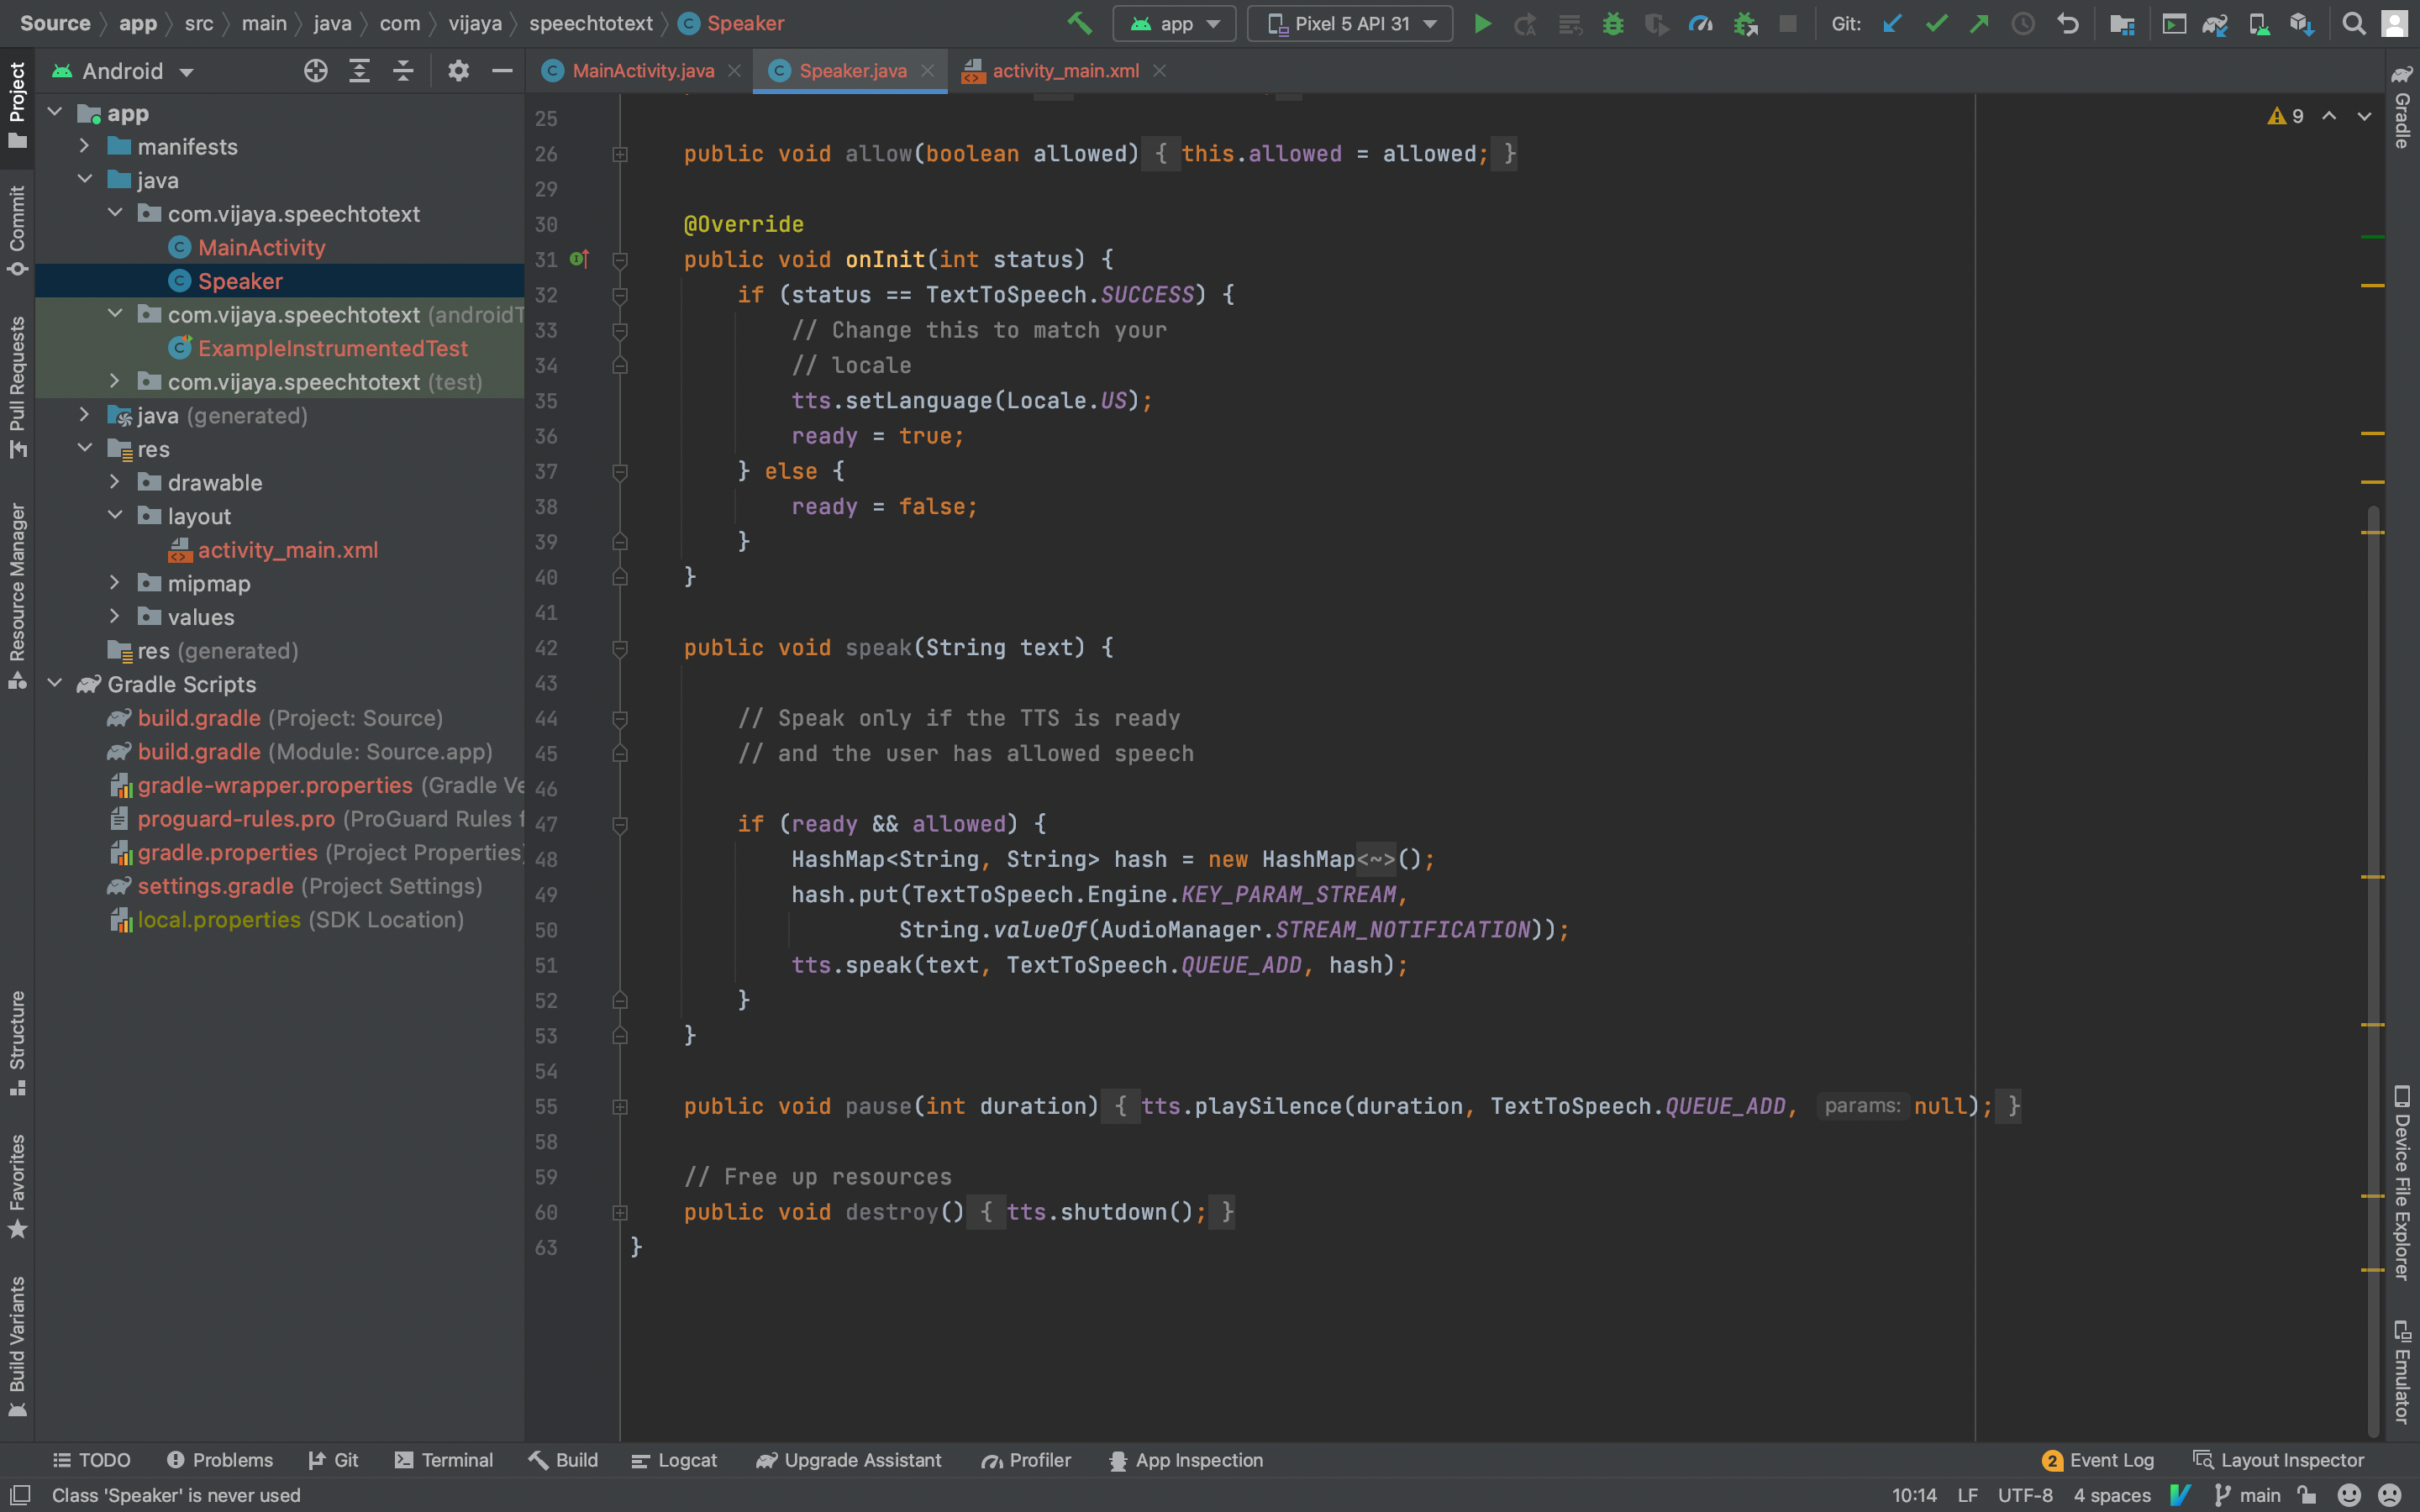 Source app src main java com vijaya speechtotext Speaker
app Pixel 5 API 31 Git:
Android
MainActivity.java Speaker.java activity_main.xml
Project
Commit
Pull Requests
Resource Manager
Structure
Favorites
Build Variants
app
manifests
java
com.vijaya.speechtotext
MainActivity
Speaker
com.vijaya.speechtotext (androidT
ExampleInstrumentedTest
com.vijaya.speechtotext (test)
java (generated)
res
drawable
layout
activity_main.xml
mipmap
values
res (generated)
Gradle Scripts
build.gradle (Project: Source)
build.gradle (Module: Source.app)
gradle-wrapper.properties (Gradle Ve
proguard-rules.pro (ProGuard Rules f
gradle.properties (Project Properties)
settings.gradle (Project Settings)
local.properties (SDK Location)
25
26 public void allow(boolean allowed) { this.allowed = allowed; }
29
30 @Override
31 public void onInit(int status) {
32 if (status == TextToSpeech.SUCCESS) {
33 // Change this to match your
34 // locale
35 tts.setLanguage(Locale.US);
36 ready = true;
37 } else {
38 ready = false;
39 }
40 }
41
42 public void speak(String text) {
43
44 // Speak only if the TTS is ready
45 // and the user has allowed speech
46
47 if (ready && allowed) {
48 HashMap<String, String> hash = new HashMap<~>();
49 hash.put(TextToSpeech.Engine.KEY_PARAM_STREAM,
50 String.valueOf(AudioManager.STREAM_NOTIFICATION));
51 tts.speak(text, TextToSpeech.QUEUE_ADD, hash);
52 }
53 }
54
55 public void pause(int duration) { tts.playSilence(duration, TextToSpeech.QUEUE_ADD, params: null); }
58
59 // Free up resources
60 public void destroy() { tts.shutdown(); }
63 }
9
Gradle
Device File Explorer
Emulator
TODO Problems Git Terminal Build Logcat Upgrade Assistant Profiler App Inspection 2 Event Log Layout Inspector
Class 'Speaker' is never used 10:14 LF UTF-8 4 spaces main